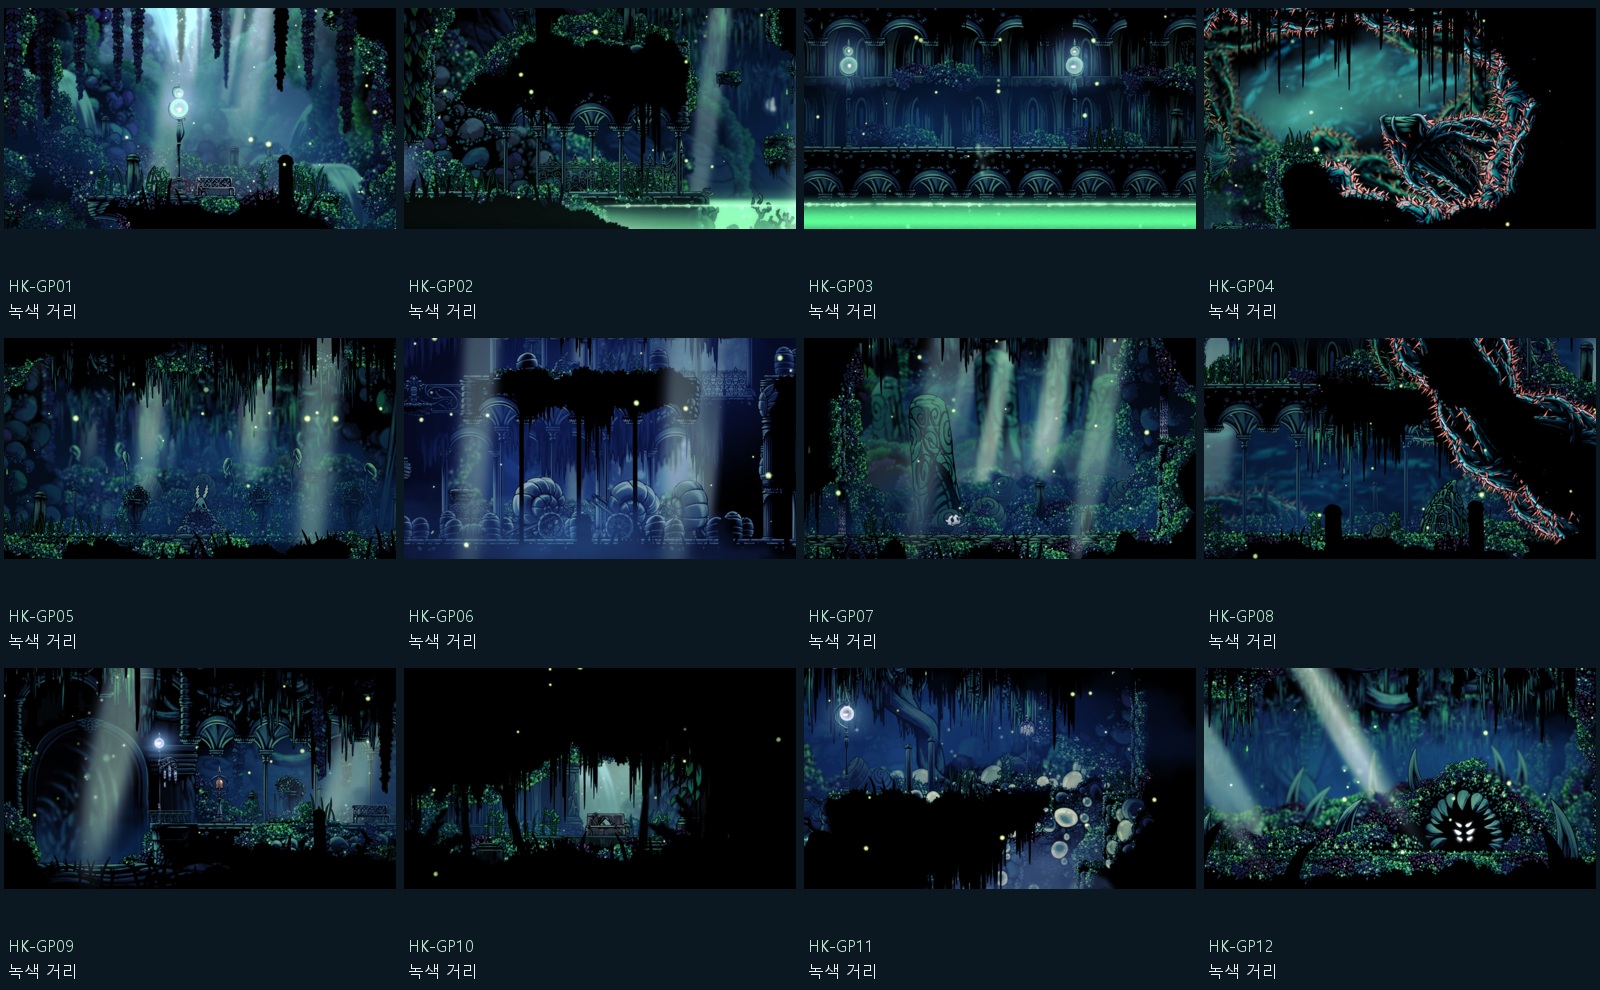 HK-GP01
녹색 거리
HK-GP02
녹색 거리
HK-GP03
녹색 거리
HK-GP04
녹색 거리
HK-GP05
녹색 거리
HK-GP06
녹색 거리
HK-GP07
녹색 거리
HK-GP08
녹색 거리
HK-GP09
녹색 거리
HK-GP10
녹색 거리
HK-GP11
녹색 거리
HK-GP12
녹색 거리